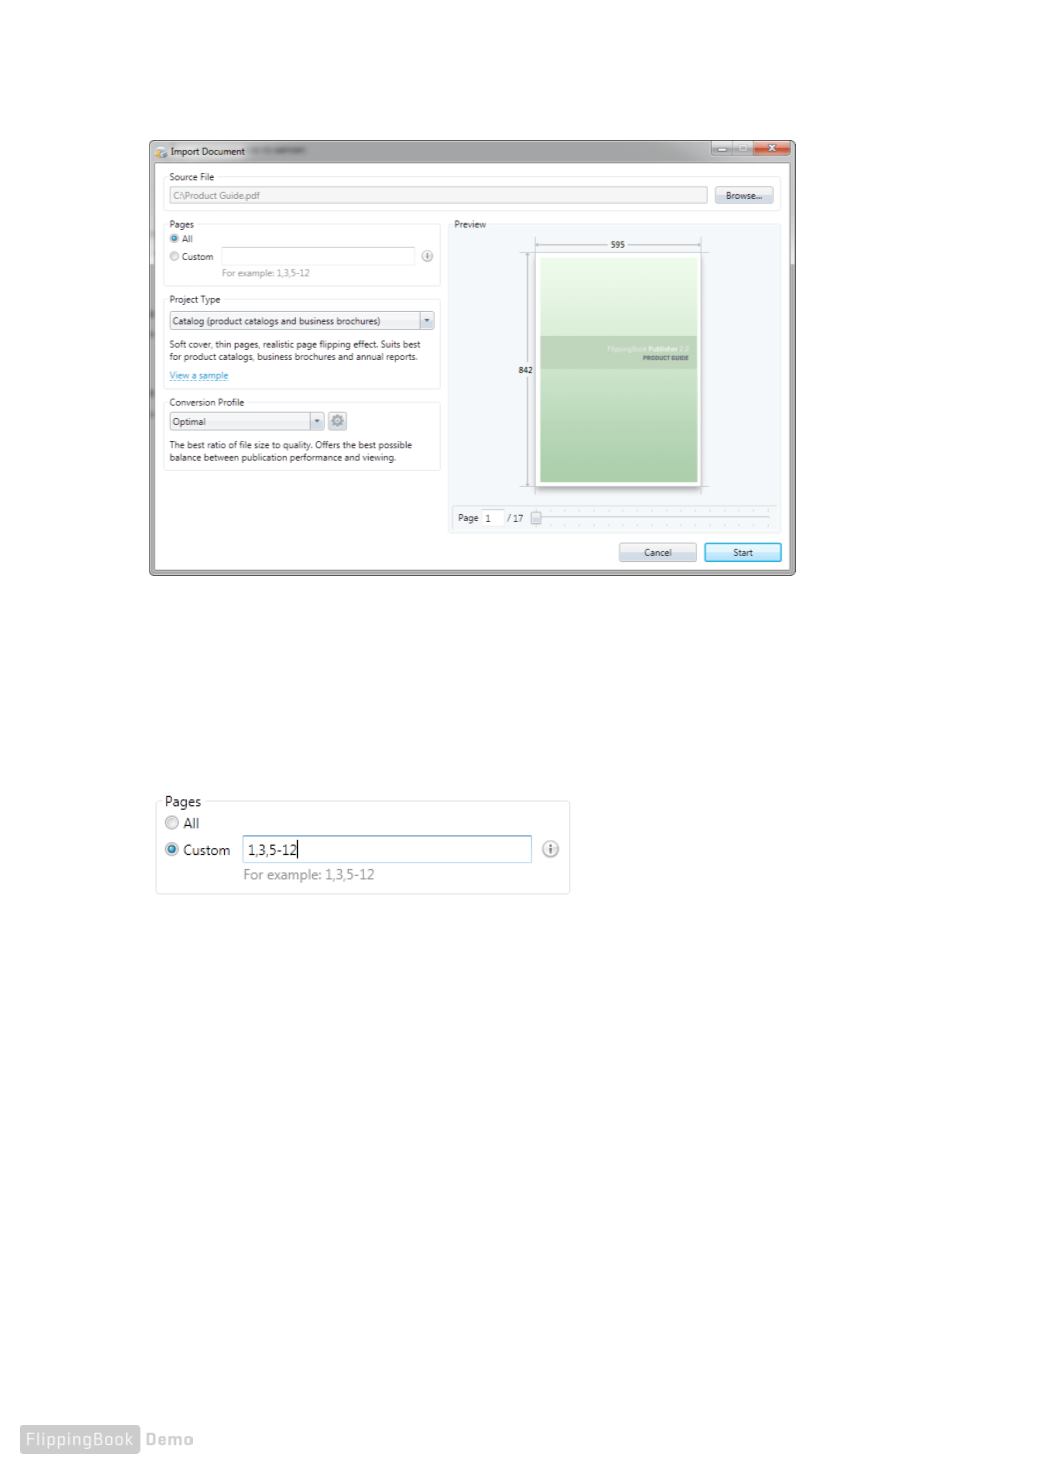 Import Document
Source File
C:\Product Guide.pdf
Browse...
Pages
All
Custom
For example: 1,3,5-12
Project Type
Catalog (product catalogs and business brochures)
Soft cover, thin pages, realistic page flipping effect. Suits best
for product catalogs, business brochures and annual reports.
View a sample
Conversion Profile
Optimal
The best ratio of file size to quality. Offers the best possible
balance between publication performance and viewing.
Preview
595
842
FlippingBook Publisher 2.0
PRODUCT GUIDE
Page 1 / 17
Cancel
Start
Pages
All
Custom 1,3,5-12
For example: 1,3,5-12
FlippingBook Demo